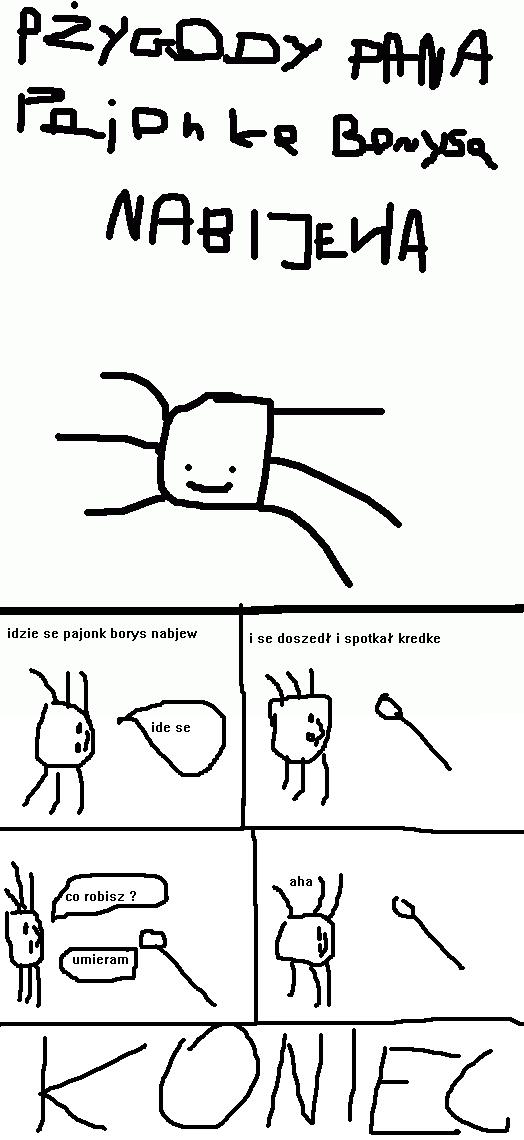 PŻYGODY PANA
PajOnka BOrysa
NABIJEWA
idzie se pajonk borys nabjew
i se doszedł i spotkał kredke
ide se
co robisz ?
umieram
aha
KONIEC